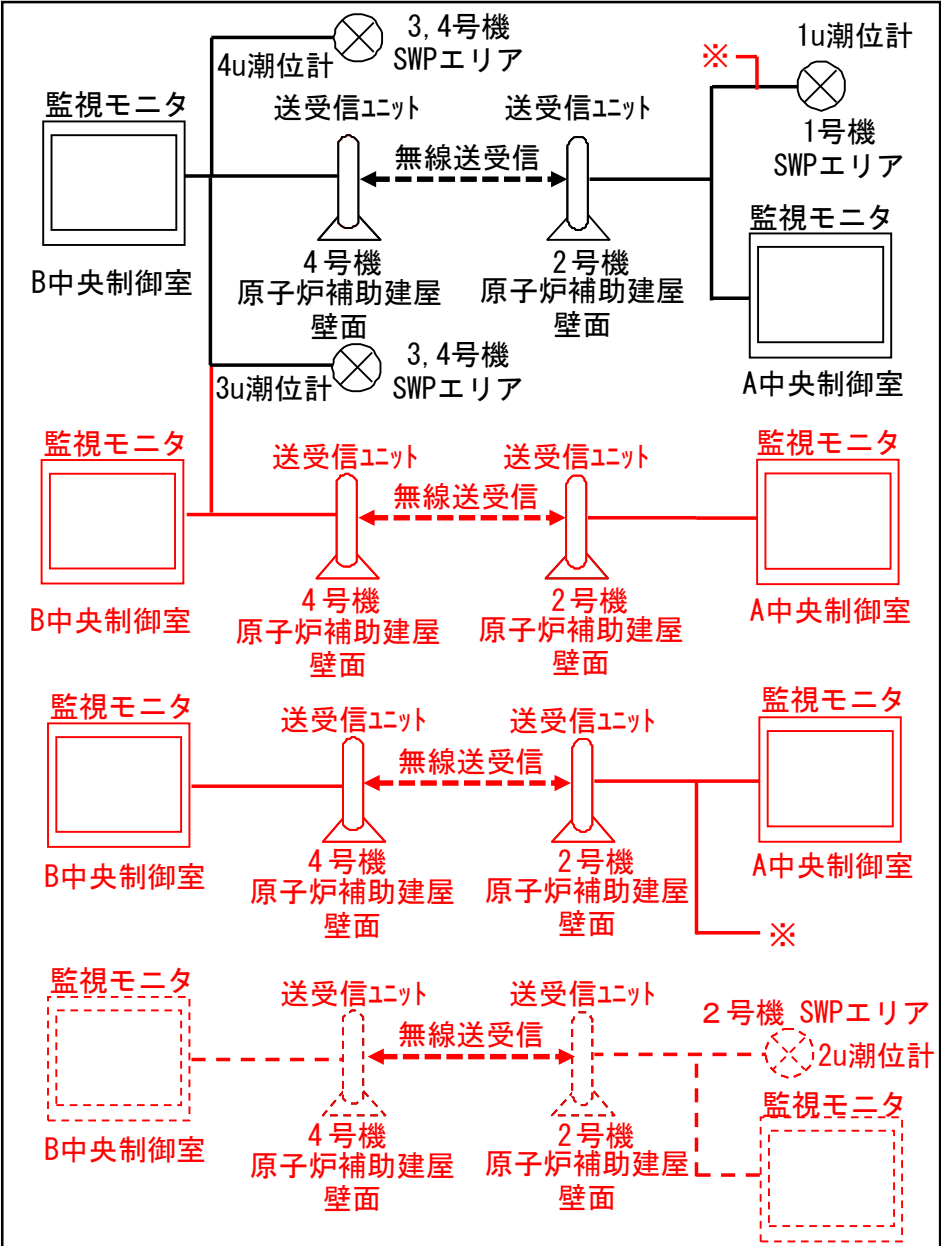 3,4号機
SWPエリア
4u潮位計
1u潮位計
※
1号機
SWPエリア
監視モニタ
送受信ユニット
送受信ユニット
無線送受信
監視モニタ
B中央制御室
4号機
原子炉補助建屋
壁面
2号機
原子炉補助建屋
壁面
3,4号機
SWPエリア
3u潮位計
A中央制御室
監視モニタ
送受信ユニット
送受信ユニット
監視モニタ
無線送受信
B中央制御室
4号機
原子炉補助建屋
壁面
2号機
原子炉補助建屋
壁面
A中央制御室
監視モニタ
送受信ユニット
送受信ユニット
監視モニタ
無線送受信
B中央制御室
4号機
原子炉補助建屋
壁面
2号機
原子炉補助建屋
壁面
A中央制御室
※
監視モニタ
送受信ユニット
送受信ユニット
無線送受信
2号機 SWPエリア
2u潮位計
監視モニタ
B中央制御室
4号機
原子炉補助建屋
壁面
2号機
原子炉補助建屋
壁面